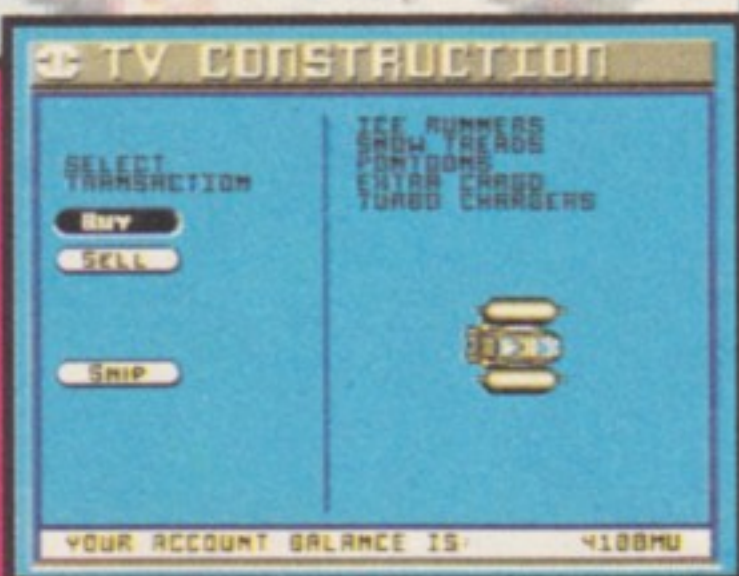 TV CONSTRUCTION
SELECT
TRANSACTION
BUY
SELL
SHIP
ICE RUNNERS
SNOW TREADS
PONTOONS
EXTRA CARGO
TURBO CHARGERS
YOUR ACCOUNT BALANCE IS: 4108MU